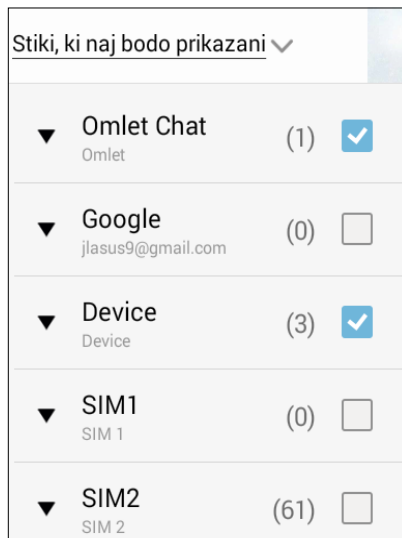 Stiki, ki naj bodo prikazani
Omlet Chat (1)
Omlet
Google (0)
jlasus9@gmail.com
Device (3)
Device
SIM1 (0)
SIM 1
SIM2 (61)
SIM 2